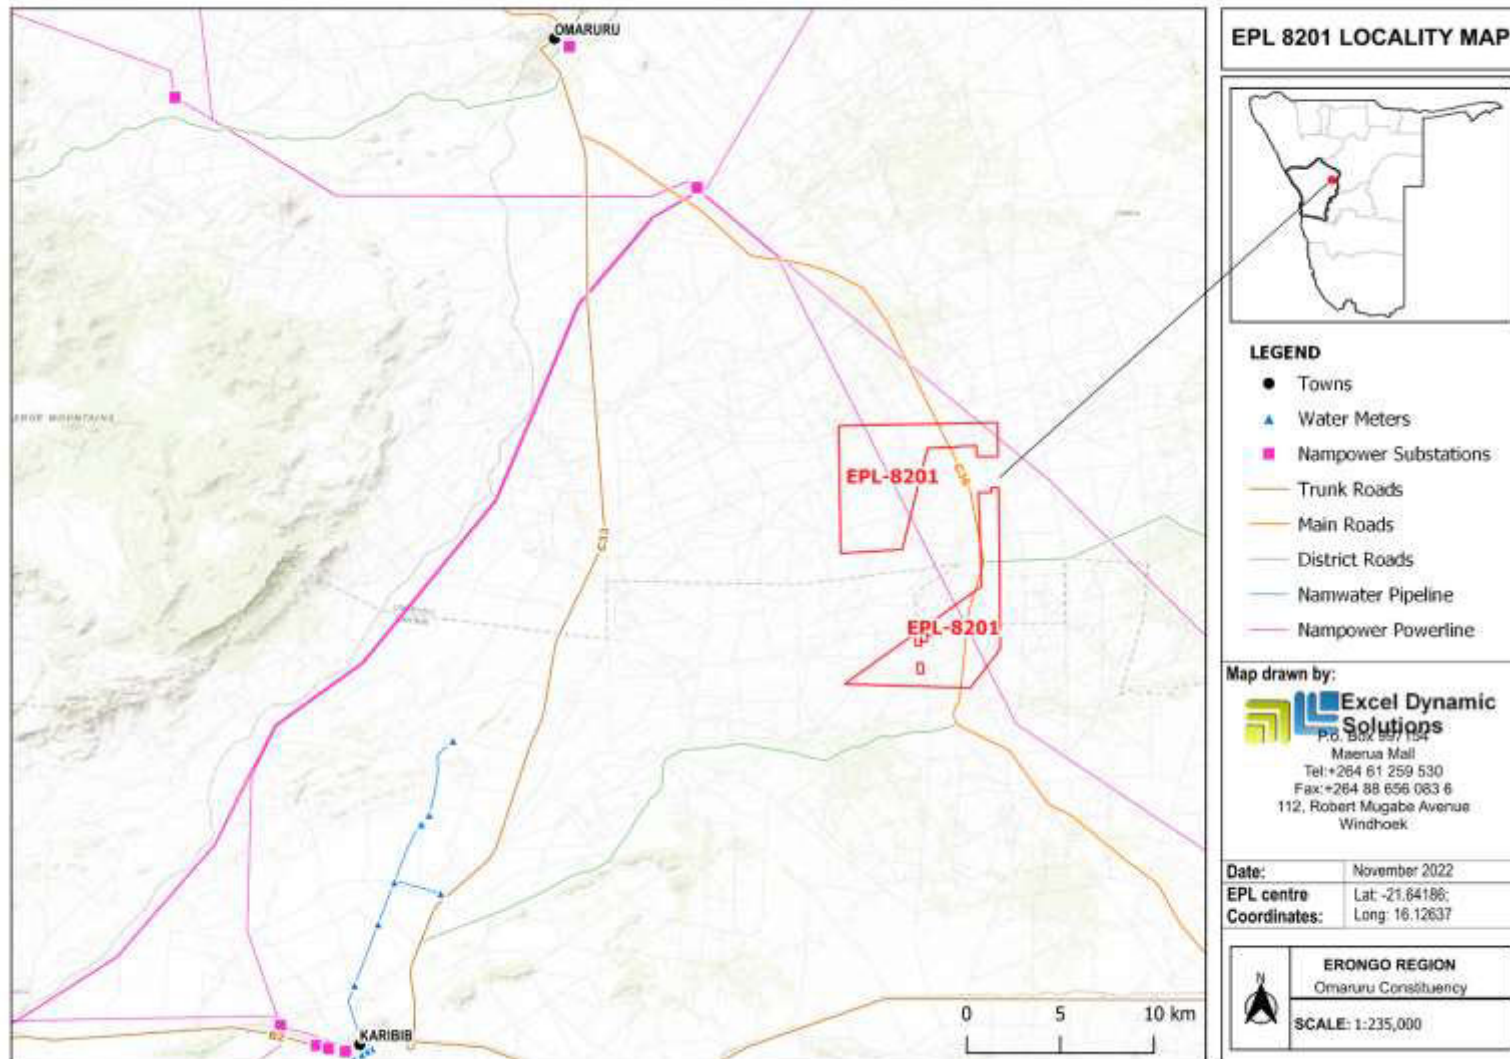 OMARURU
EPL 8201 LOCALITY MAP
EPL-8201
C36
C33
EPL-8201
B2
KARIBIB
0 5 10 km
LEGEND
Towns
Water Meters
Nampower Substations
Trunk Roads
Main Roads
District Roads
Namwater Pipeline
Nampower Powerline
Map drawn by:
Excel Dynamic
Solutions
P.o. Box 997154
Maerua Mall
Tel:+264 61 259 530
Fax:+264 88 656 083 6
112, Robert Mugabe Avenue
Windhoek
Date: November 2022
EPL centre Lat: -21.64186;
Coordinates: Long: 16.12637
N
ERONGO REGION
Omaruru Constituency
SCALE: 1:235,000